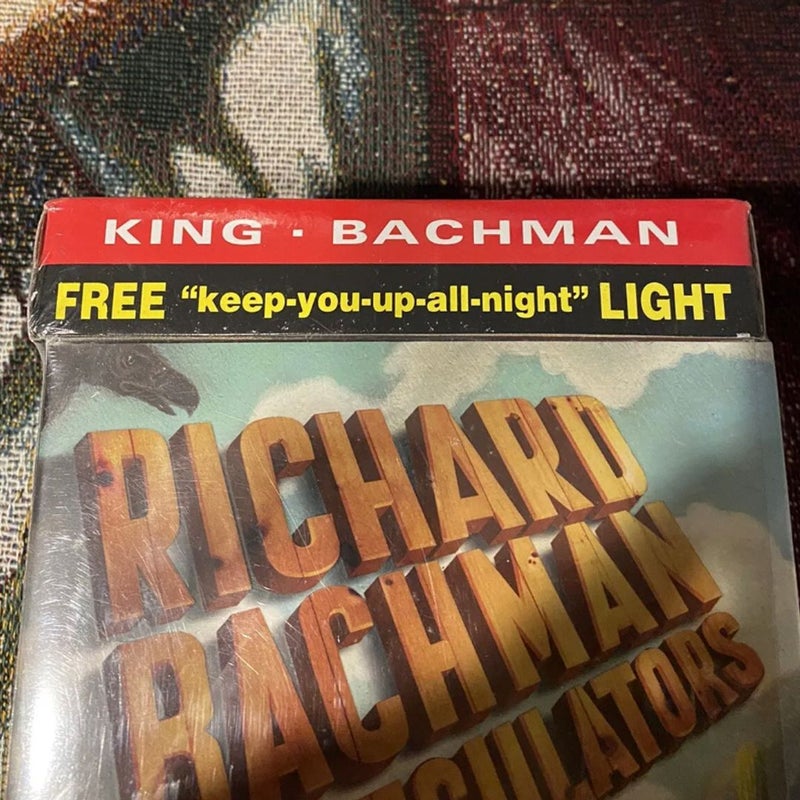 KING · BACHMAN
FREE "keep-you-up-all-night" LIGHT
RICHARD
BACHMAN